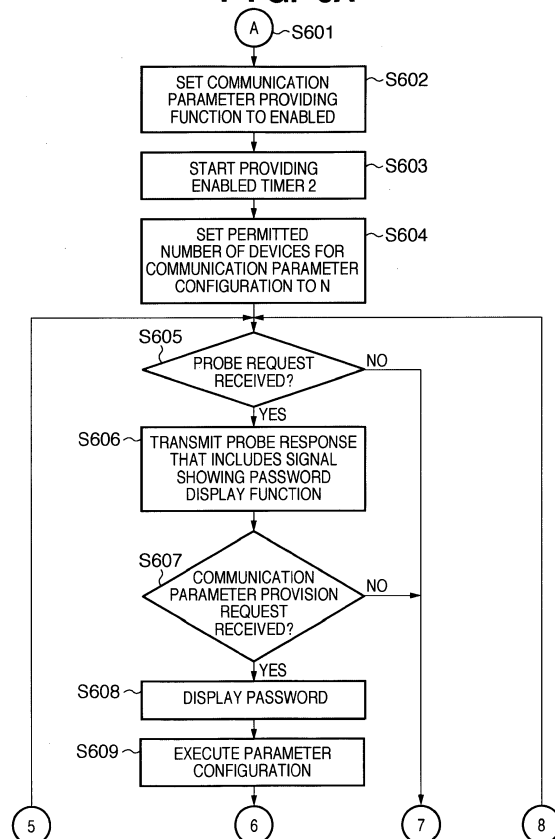 A
S601
SET COMMUNICATION
PARAMETER PROVIDING
FUNCTION TO ENABLED
S602
START PROVIDING
ENABLED TIMER 2
S603
SET PERMITTED
NUMBER OF DEVICES FOR
COMMUNICATION PARAMETER
CONFIGURATION TO N
S604
S605
PROBE REQUEST
RECEIVED?
NO
YES
S606
TRANSMIT PROBE RESPONSE
THAT INCLUDES SIGNAL
SHOWING PASSWORD
DISPLAY FUNCTION
S607
COMMUNICATION
PARAMETER PROVISION
REQUEST
RECEIVED?
NO
YES
S608
DISPLAY PASSWORD
S609
EXECUTE PARAMETER
CONFIGURATION
5
6
7
8